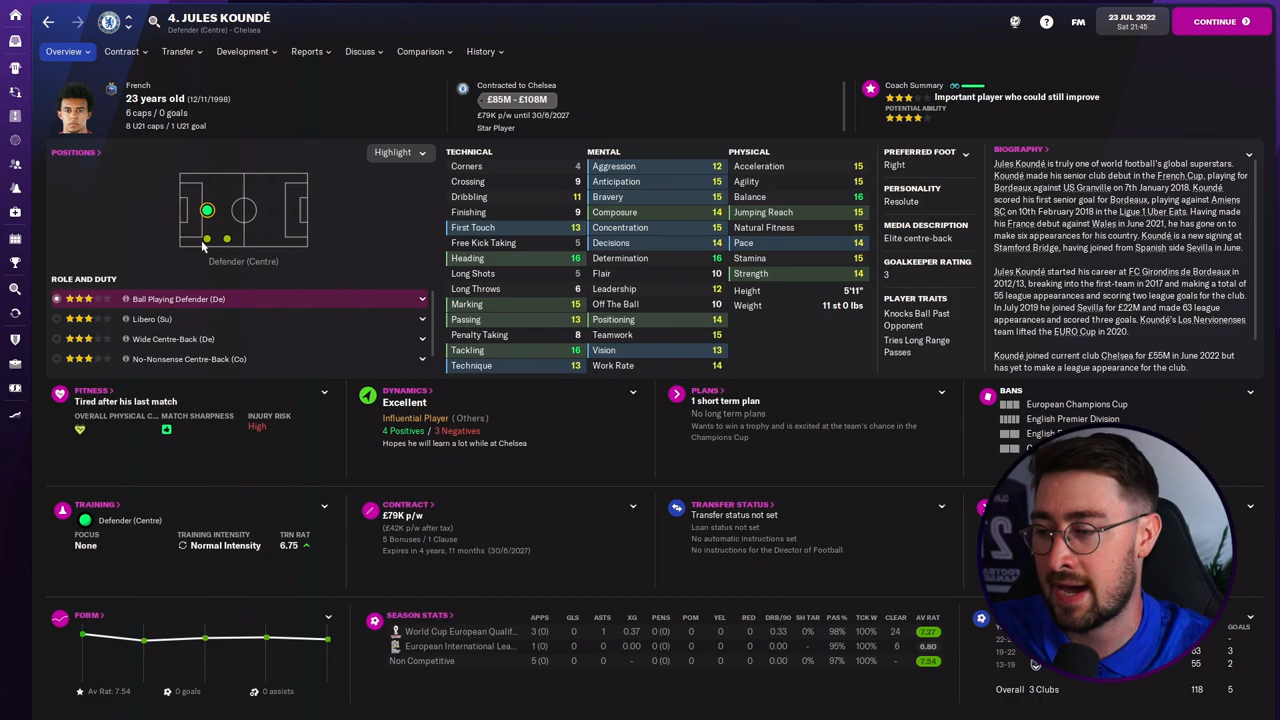 4. JULES KOUNDÉ
Defender (Centre) - Chelsea
FM
23 JUL 2022
Sat 21:45
CONTINUE
Overview
Contract
Transfer
Development
Reports
Discuss
Comparison
History
French
23 years old (12/11/1998)
6 caps / 0 goals
8 U21 caps / 1 U21 goal
Contracted to Chelsea
£85M - £108M
£79K p/w until 30/6/2027
Star Player
Coach Summary
Important player who could still improve
POTENTIAL ABILITY
POSITIONS
Highlight
Defender (Centre)
ROLE AND DUTY
Ball Playing Defender (De)
Libero (Su)
Wide Centre-Back (De)
No-Nonsense Centre-Back (Co)
TECHNICAL
Corners 4
Crossing 9
Dribbling 11
Finishing 9
First Touch 13
Free Kick Taking 5
Heading 16
Long Shots 5
Long Throws 6
Marking 15
Passing 13
Penalty Taking 8
Tackling 16
Technique 13
MENTAL
Aggression 12
Anticipation 15
Bravery 15
Composure 14
Concentration 15
Decisions 14
Determination 16
Flair 10
Leadership 12
Off The Ball 10
Positioning 14
Teamwork 15
Vision 13
Work Rate 14
PHYSICAL
Acceleration 15
Agility 15
Balance 16
Jumping Reach 15
Natural Fitness 15
Pace 14
Stamina 15
Strength 14
Height 5'11"
Weight 11 st 0 lbs
PREFERRED FOOT
Right
PERSONALITY
Resolute
MEDIA DESCRIPTION
Elite centre-back
GOALKEEPER RATING
3
PLAYER TRAITS
Knocks Ball Past
Opponent
Tries Long Range
Passes
BIOGRAPHY
Jules Koundé is truly one of world football's global superstars.
Koundé made his senior club debut in the French Cup, playing for
Bordeaux against US Granville on 7th January 2018. Koundé
scored his first senior goal for Bordeaux, playing against Amiens
SC on 10th February 2018 in the Ligue 1 Uber Eats. Having made
his France debut against Wales in June 2021, he has gone on to
make six appearances for his country. Koundé is a new signing at
Stamford Bridge, having joined from Spanish side Sevilla in June.
Jules Koundé started his career at FC Girondins de Bordeaux in
2012/13, breaking into the first-team in 2017 and making a total of
55 league appearances and scoring two goals for the club.
In July 2019 he joined Sevilla for £22M and made 63 league
appearances and scored three goals. Koundé's Los Nervionenses
team lifted the EURO Cup in 2020.
Koundé joined current club Chelsea for £55M in June 2022 but
has yet to make a league appearance for the club.
FITNESS
Tired after his last match
OVERALL PHYSICAL C...
MATCH SHARPNESS
INJURY RISK
High
DYNAMICS
Excellent
Influential Player (Others)
4 Positives / 3 Negatives
Hopes he will learn a lot while at Chelsea
PLANS
1 short term plan
No long term plans
Wants to win a trophy and is excited at the team's chance in the
Champions Cup
BANS
European Champions Cup
English Premier Division
English
TRAINING
Defender (Centre)
FOCUS
None
TRAINING INTENSITY
Normal Intensity
TRN RAT
6.75
CONTRACT
£79K p/w
(£42K p/w after tax)
5 Bonuses / 1 Clause
Expires in 4 years, 11 months (30/6/2027)
TRANSFER STATUS
Transfer status not set
Loan status not set
No automatic instructions set
No instructions for the Director of Football
FORM
Av Rat: 7.54
0 goals
0 assists
SEASON STATS APPS GLS ASTS XG PENS POM YEL RED DRB/90 SH TAR PAS % TCK W CLEAR AV RAT
World Cup European Qualif... 3 (0) 0 1 0.37 0 (0) 0 0 0 0.33 0% 98% 100% 24 7.27
European International Lea... 1 (0) 0 0 0.00 0 (0) 0 0 0 0.00 - 95% 100% 6 6.80
Non Competitive 5 (0) 0 0 - 0 (0) 0 0 0 0.00 0% 97% 100% - 7.54
GOALS
22-
-
19-22 63 3
13-19 55 2
Overall 3 Clubs 118 5